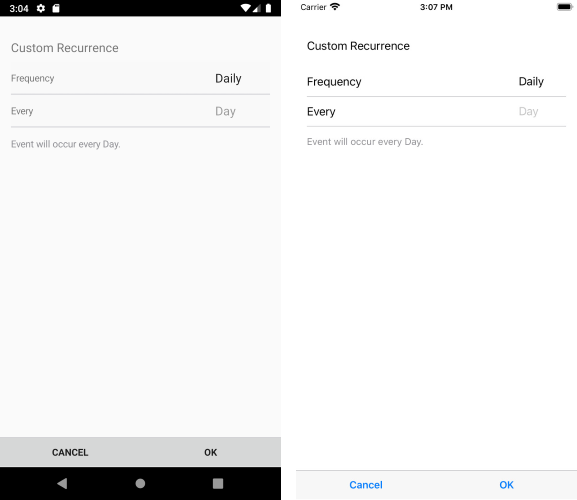 3:04
Custom Recurrence
Frequency Daily
Every Day
Event will occur every Day.
CANCEL OK
Carrier 3:07 PM
Custom Recurrence
Frequency Daily
Every Day
Event will occur every Day.
Cancel OK